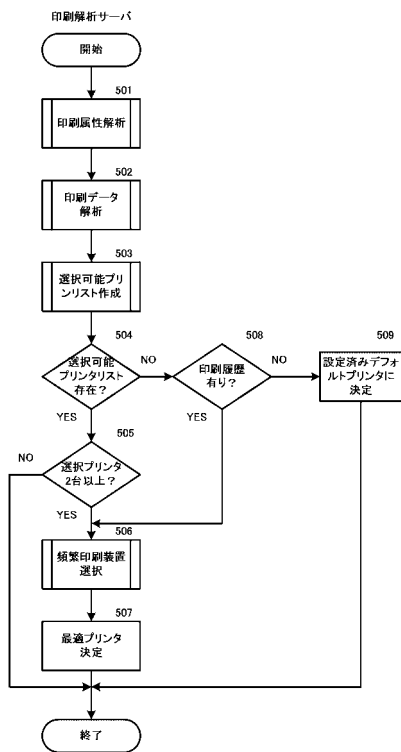 印刷解析サーバ
開始
501
印刷属性解析
502
印刷データ
解析
503
選択可能プリ
ンリスト作成
504
選択可能
プリンタリスト
存在？
NO
508
印刷履歴
有り？
NO
509
設定済みデフォ
ルトプリンタに
決定
YES
YES
505
選択プリンタ
2台以上？
NO
YES
506
頻繁印刷装置
選択
507
最適プリンタ
決定
終了